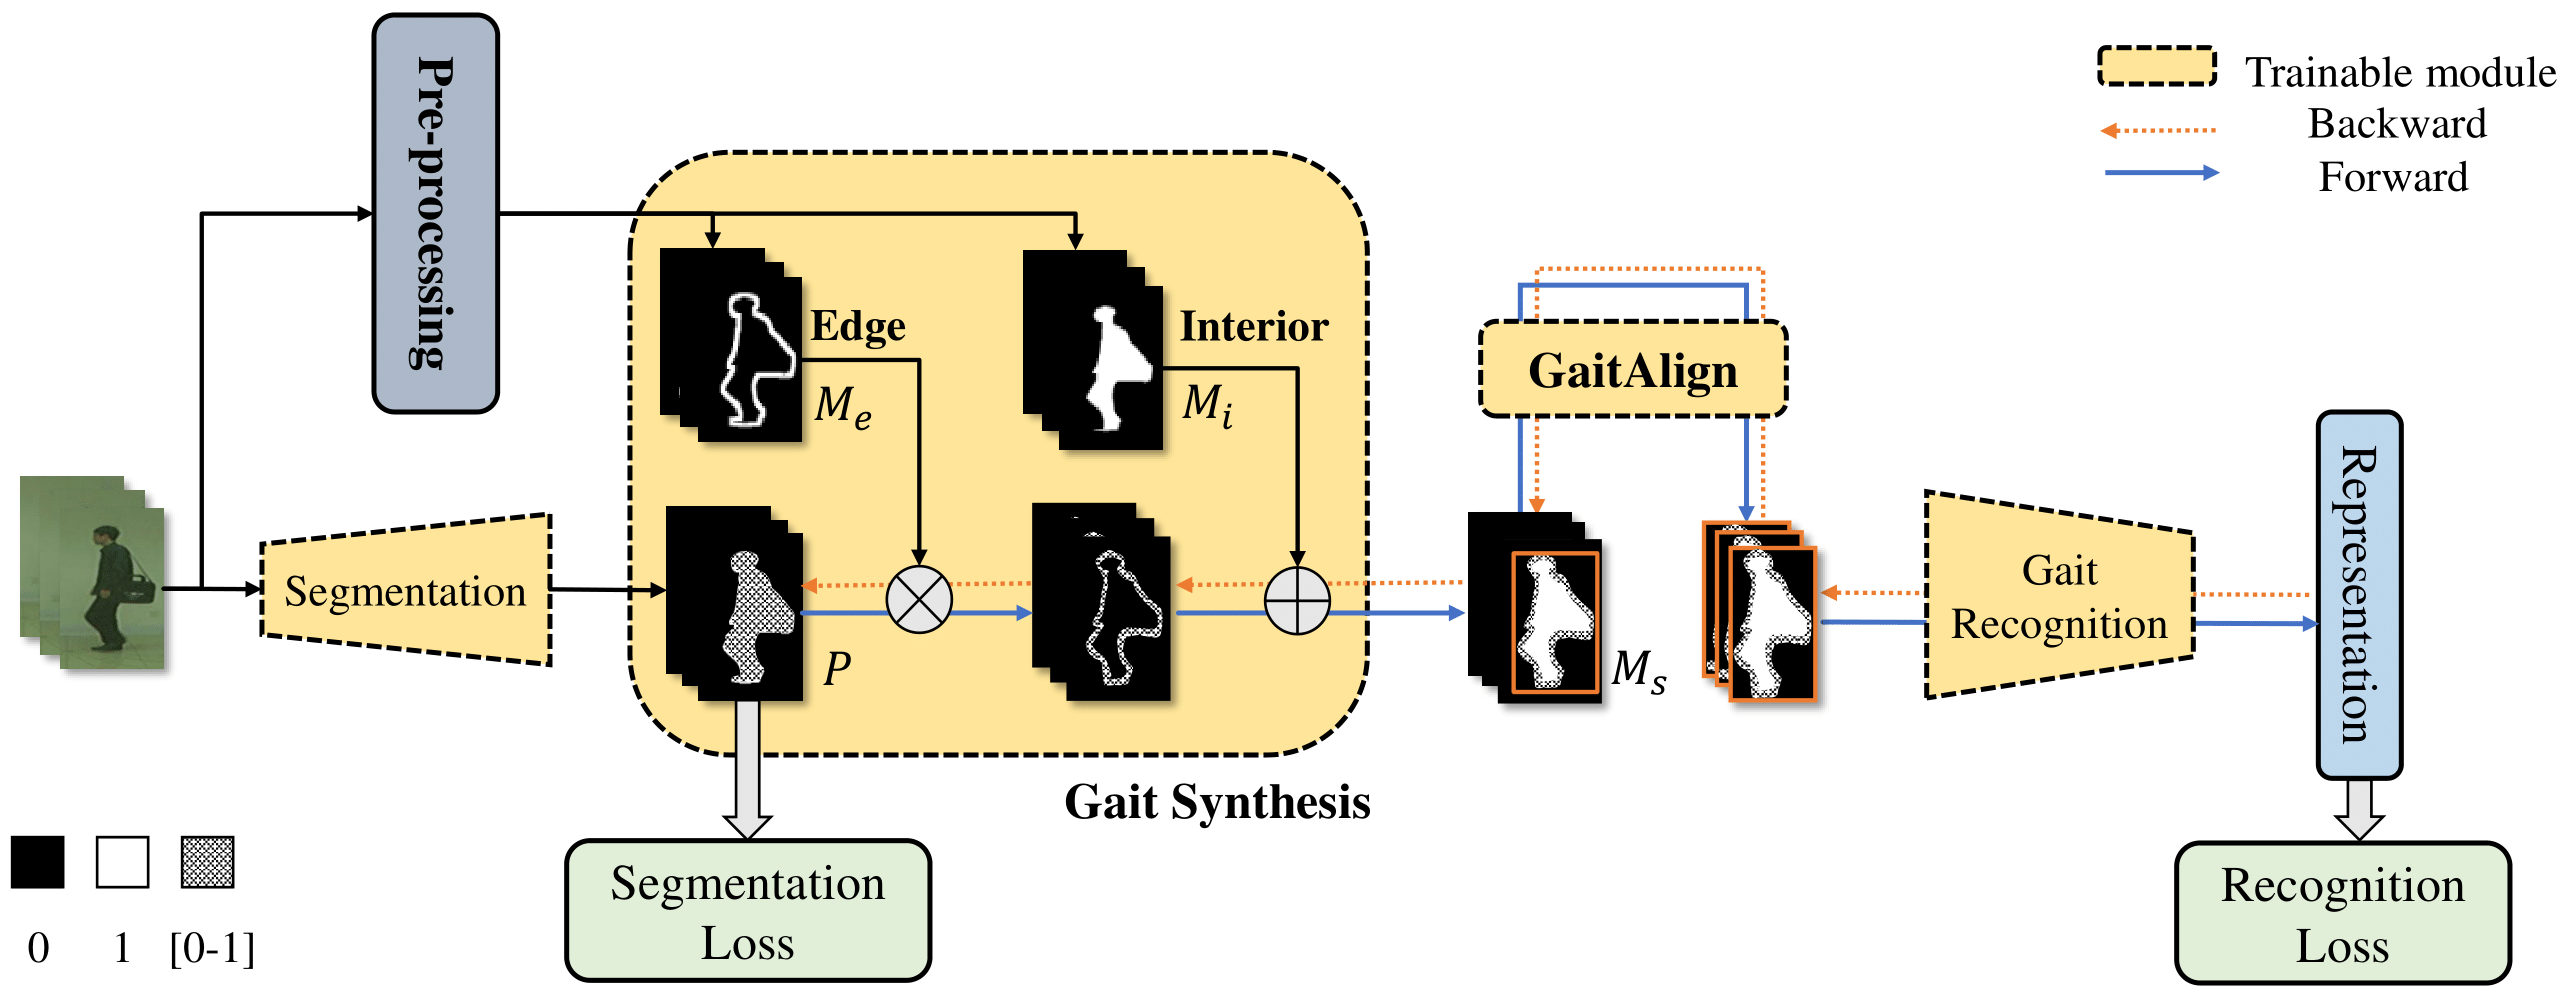 Pre-processing
Trainable module
Backward
Forward
Edge
Interior
M_e
M_i
GaitAlign
Segmentation
Gait
Recognition
Representation
P
M_s
Gait Synthesis
Segmentation
Loss
Recognition
Loss
0
1
[0-1]